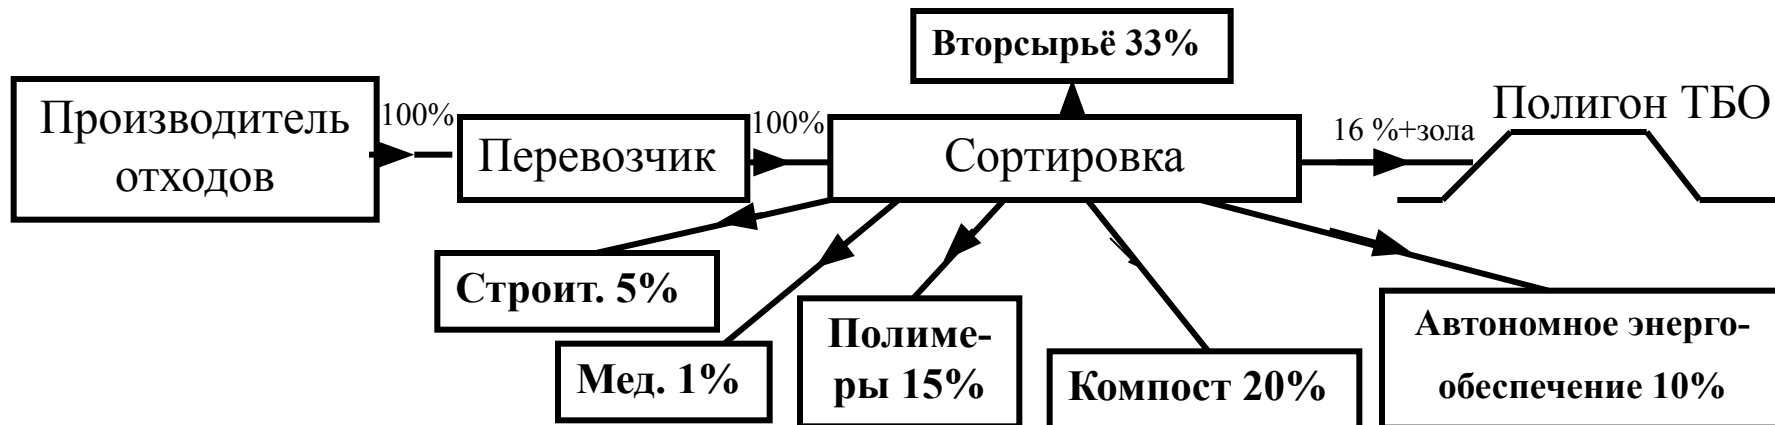 Вторсырьё 33%
Производитель
отходов
100%
Перевозчик
100%
Сортировка
16 %+зола
Полигон ТБО
Строит. 5%
Мед. 1%
Полиме-
ры 15%
Компост 20%
Автономное энерго-
обеспечение 10%